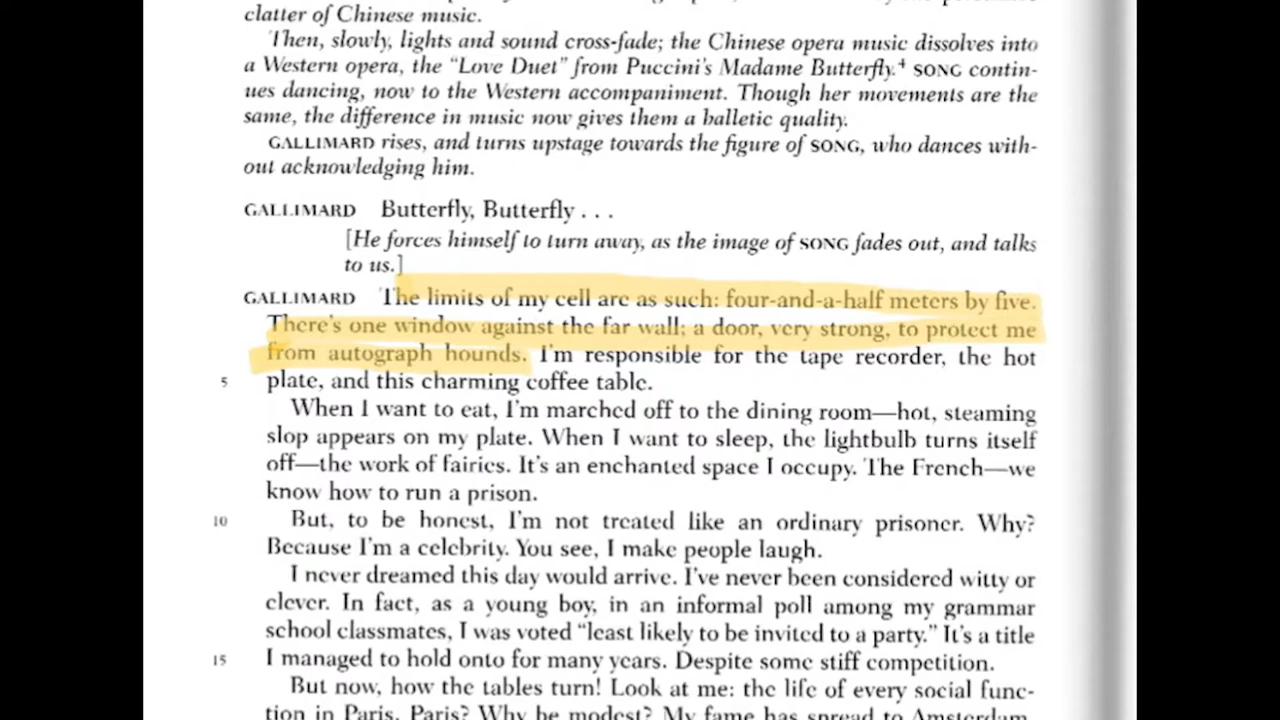 clatter of Chinese music.
Then, slowly, lights and sound cross-fade; the Chinese opera music dissolves into
a Western opera, the “Love Duet” from Puccini’s Madame Butterfly.⁴ SONG contin-
ues dancing, now to the Western accompaniment. Though her movements are the
same, the difference in music now gives them a balletic quality.
GALLIMARD rises, and turns upstage towards the figure of SONG, who dances with-
out acknowledging him.
GALLIMARD Butterfly, Butterfly . . .
[He forces himself to turn away, as the image of SONG fades out, and talks
to us.]
GALLIMARD The limits of my cell are as such: four-and-a-half meters by five.
There’s one window against the far wall; a door, very strong, to protect me
from autograph hounds. I’m responsible for the tape recorder, the hot
5 plate, and this charming coffee table.
When I want to eat, I’m marched off to the dining room—hot, steaming
slop appears on my plate. When I want to sleep, the lightbulb turns itself
off—the work of fairies. It’s an enchanted space I occupy. The French—we
know how to run a prison.
10 But, to be honest, I’m not treated like an ordinary prisoner. Why?
Because I’m a celebrity. You see, I make people laugh.
I never dreamed this day would arrive. I’ve never been considered witty or
clever. In fact, as a young boy, in an informal poll among my grammar
school classmates, I was voted “least likely to be invited to a party.” It’s a title
15 I managed to hold onto for many years. Despite some stiff competition.
But now, how the tables turn! Look at me: the life of every social func-
tion in Paris. Paris? Why be modest? My fame has spread to Amsterdam,